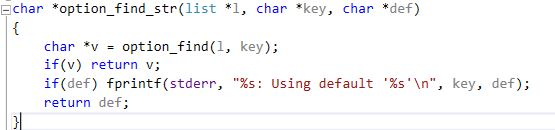 char *option_find_str(list *l, char *key, char *def)
{
    char *v = option_find(l, key);
    if(v) return v;
    if(def) fprintf(stderr, "%s: Using default '%s'\n", key, def);
    return def;
}